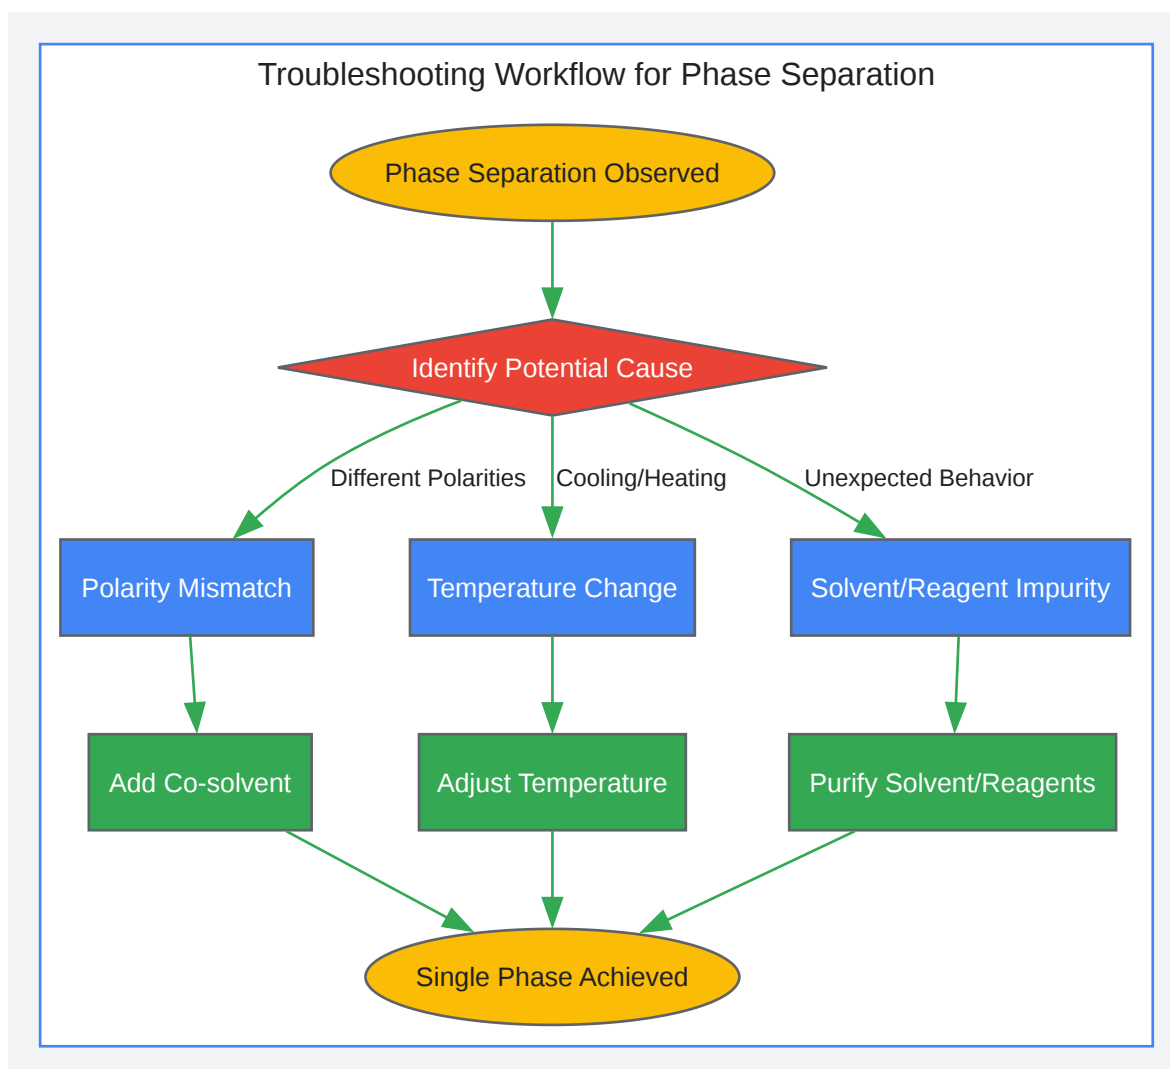 Troubleshooting Workflow for Phase Separation
Phase Separation Observed
Identify Potential Cause
Different Polarities
Cooling/Heating
Unexpected Behavior
Polarity Mismatch
Temperature Change
Solvent/Reagent Impurity
Add Co-solvent
Adjust Temperature
Purify Solvent/Reagents
Single Phase Achieved